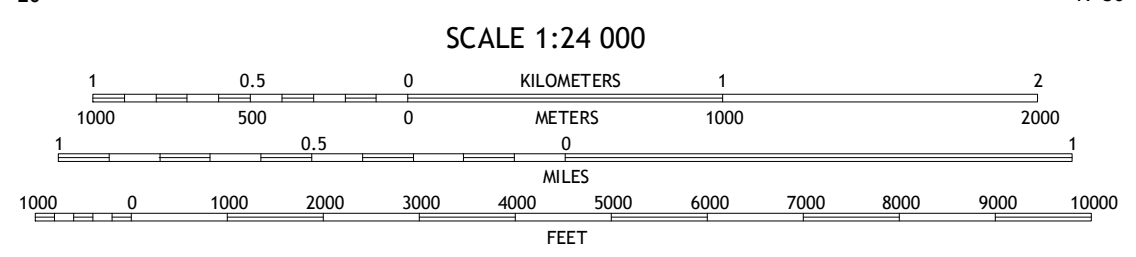 SCALE 1:24 000
1 0.5 0 KILOMETERS 1 2
1000 500 0 METERS 1000 2000
1 0.5 0 1
MILES
1000 0 1000 2000 3000 4000 5000 6000 7000 8000 9000 10000
FEET